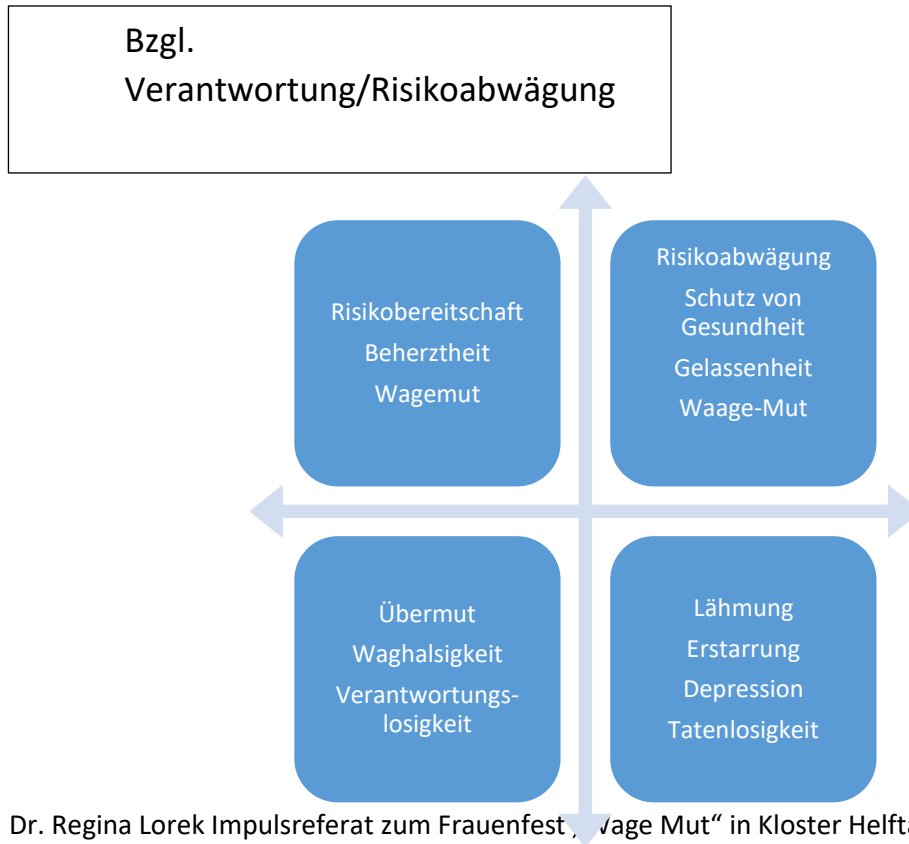 Bzgl.
Verantwortung/Risikoabwägung
Risikobereitschaft
Beherztheit
Wagemut
Risikoabwägung
Schutz von
Gesundheit
Gelassenheit
Waage-Mut
Übermut
Waghalsigkeit
Verantwortungs-
losigkeit
Lähmung
Erstarrung
Depression
Tatenlosigkeit
Dr. Regina Lorek Impulsreferat zum Frauenfest „Wage Mut“ in Kloster Helfta